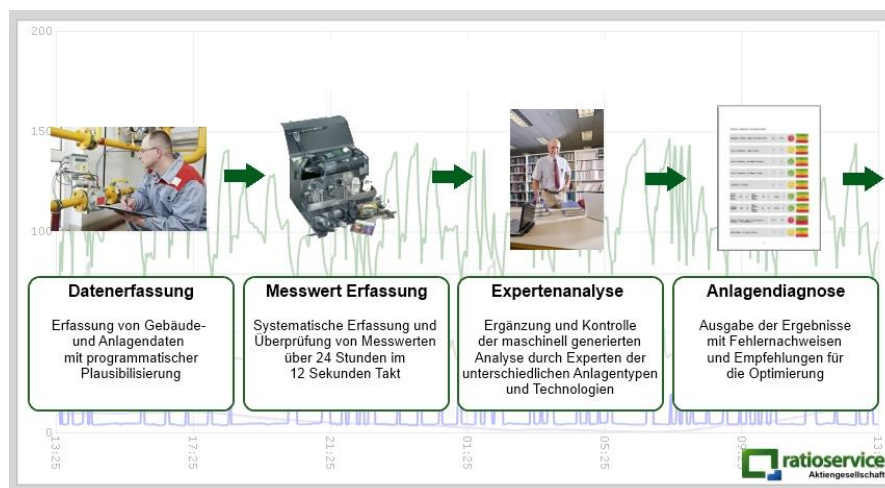 200
150
100
0
Datenerfassung
Erfassung von Gebäude-
und Anlagendaten
mit programmatischer
Plausibilisierung
Messwert Erfassung
Systematische Erfassung und
Überprüfung von Messwerten
über 24 Stunden im
12 Sekunden Takt
Expertenanalyse
Ergänzung und Kontrolle
der maschinell generierten
Analyse durch Experten der
unterschiedlichen Anlagentypen
und Technologien
Anlagendiagnose
Ausgabe der Ergebnisse
mit Fehlernachweisen
und Empfehlungen für
die Optimierung
13:25
17:25
21:25
01:25
05:25
09:25
ratioservice
Aktiengesellschaft